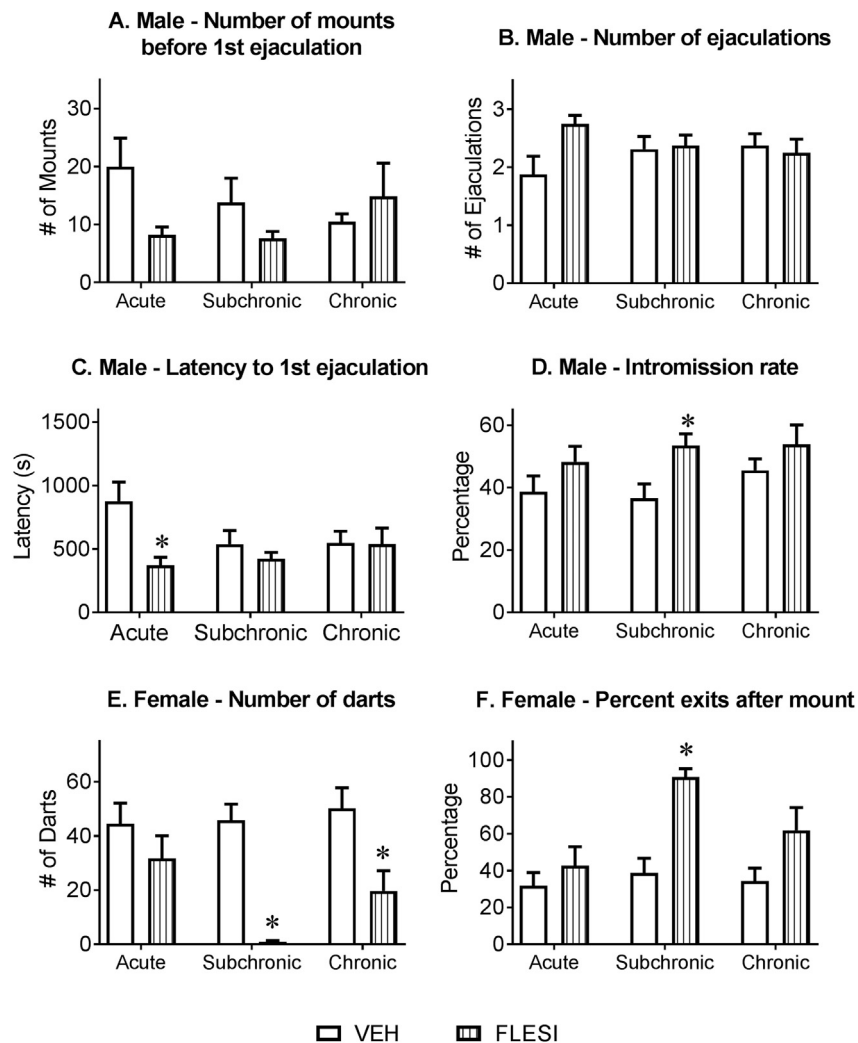 A. Male - Number of mounts
before 1st ejaculation
# of Mounts
30
20
10
0
Acute Subchronic Chronic
B. Male - Number of ejaculations
# of Ejaculations
3
2
1
0
Acute Subchronic Chronic
C. Male - Latency to 1st ejaculation
Latency (s)
1500
1000
500
0
*
Acute Subchronic Chronic
D. Male - Intromission rate
Percentage
60
40
20
0
*
Acute Subchronic Chronic
E. Female - Number of darts
# of Darts
60
40
20
0
* *
Acute Subchronic Chronic
F. Female - Percent exits after mount
Percentage
100
80
60
40
20
0
*
Acute Subchronic Chronic
VEH FLESI